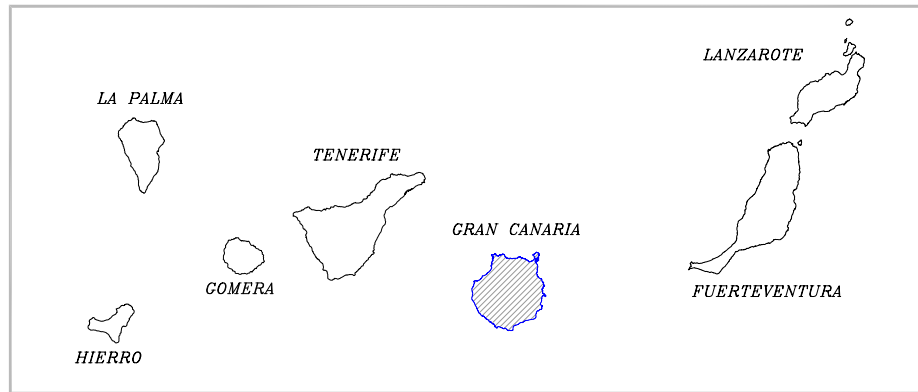 LANZAROTE
LA PALMA
TENERIFE
GRAN CANARIA
GOMERA
FUERTEVENTURA
HIERRO